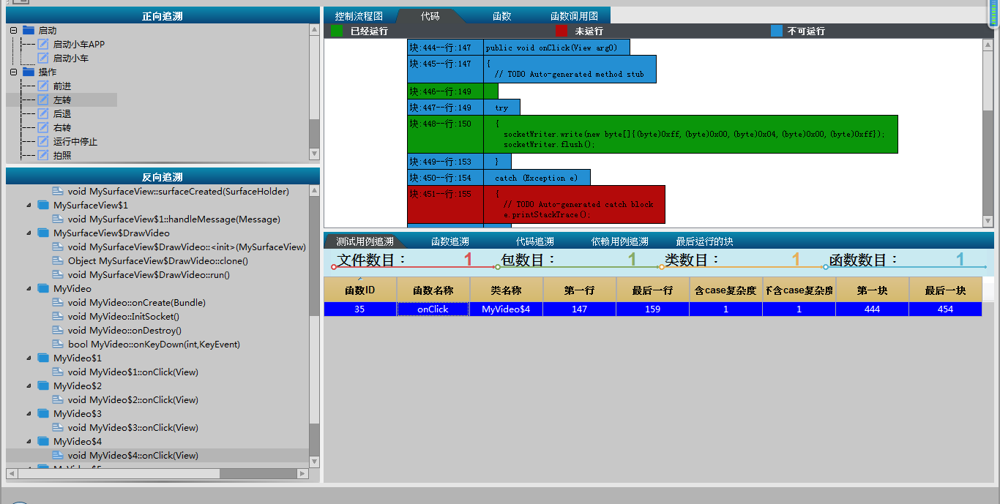 正向追溯
启动
启动小车APP
启动小车
操作
前进
左转
后退
右转
运行中停止
拍照
反向追溯
void MySurfaceView::surfaceCreated(SurfaceHolder)
MySurfaceView$1
void MySurfaceView$1::handleMessage(Message)
MySurfaceView$DrawVideo
void MySurfaceView$DrawVideo::<init>(MySurfaceView)
Object MySurfaceView$DrawVideo::clone()
void MySurfaceView$DrawVideo::run()
MyVideo
void MyVideo::onCreate(Bundle)
void MyVideo::InitSocket()
void MyVideo::onDestroy()
bool MyVideo::onKeyDown(int,KeyEvent)
MyVideo$1
void MyVideo$1::onClick(View)
MyVideo$2
void MyVideo$2::onClick(View)
MyVideo$3
void MyVideo$3::onClick(View)
MyVideo$4
void MyVideo$4::onClick(View)
控制流程图 代码 函数 函数调用图
已经运行 未运行 不可运行
块:444--行:147 public void onClick(View arg0)
块:445--行:147 {
// TODO Auto-generated method stub
块:446--行:149
块:447--行:149 try
块:448--行:150 {
socketWriter.write(new byte[]{(byte)0xff,(byte)0x00,(byte)0x04,(byte)0x00,(byte)0xff});
socketWriter.flush();
块:449--行:153 }
块:450--行:154 catch (Exception e)
块:451--行:155 {
// TODO Auto-generated catch block
e.printStackTrace();
测试用例追溯 函数追溯 代码追溯 依赖用例追溯 最后运行的块
文件数目： 1 包数目： 1 类数目： 1 函数数目： 1
函数ID 函数名称 类名称 第一行 最后一行 含case复杂度 不含case复杂度 第一块 最后一块
35 onClick MyVideo$4 147 159 1 1 444 454